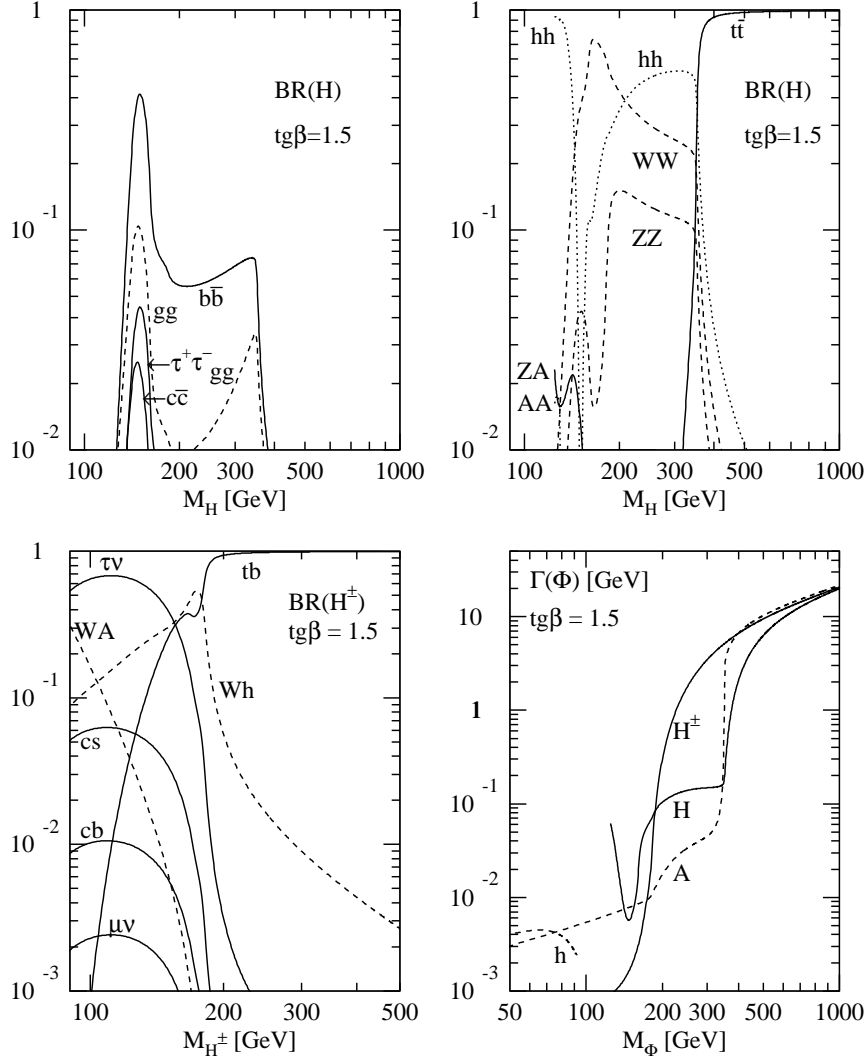 1
10
-1
10
-2
100
200
300
500
1000
M_H [GeV]
BR(H)
tgβ=1.5
bb̄
gg
τ⁺τ⁻
gg
cc̄
1
10
-1
10
-2
100
200
300
500
1000
M_H [GeV]
hh
hh
tt̄
BR(H)
tgβ=1.5
WW
ZZ
ZA
AA
1
10
-1
10
-2
10
-3
100
200
300
500
M_H± [GeV]
τν
tb
BR(H±)
tgβ = 1.5
WA
Wh
cs
cb
μν
10
1
10
-1
10
-2
10
-3
50
100
200
300
500
1000
M_Φ [GeV]
Γ(Φ) [GeV]
tgβ = 1.5
H±
H
A
h